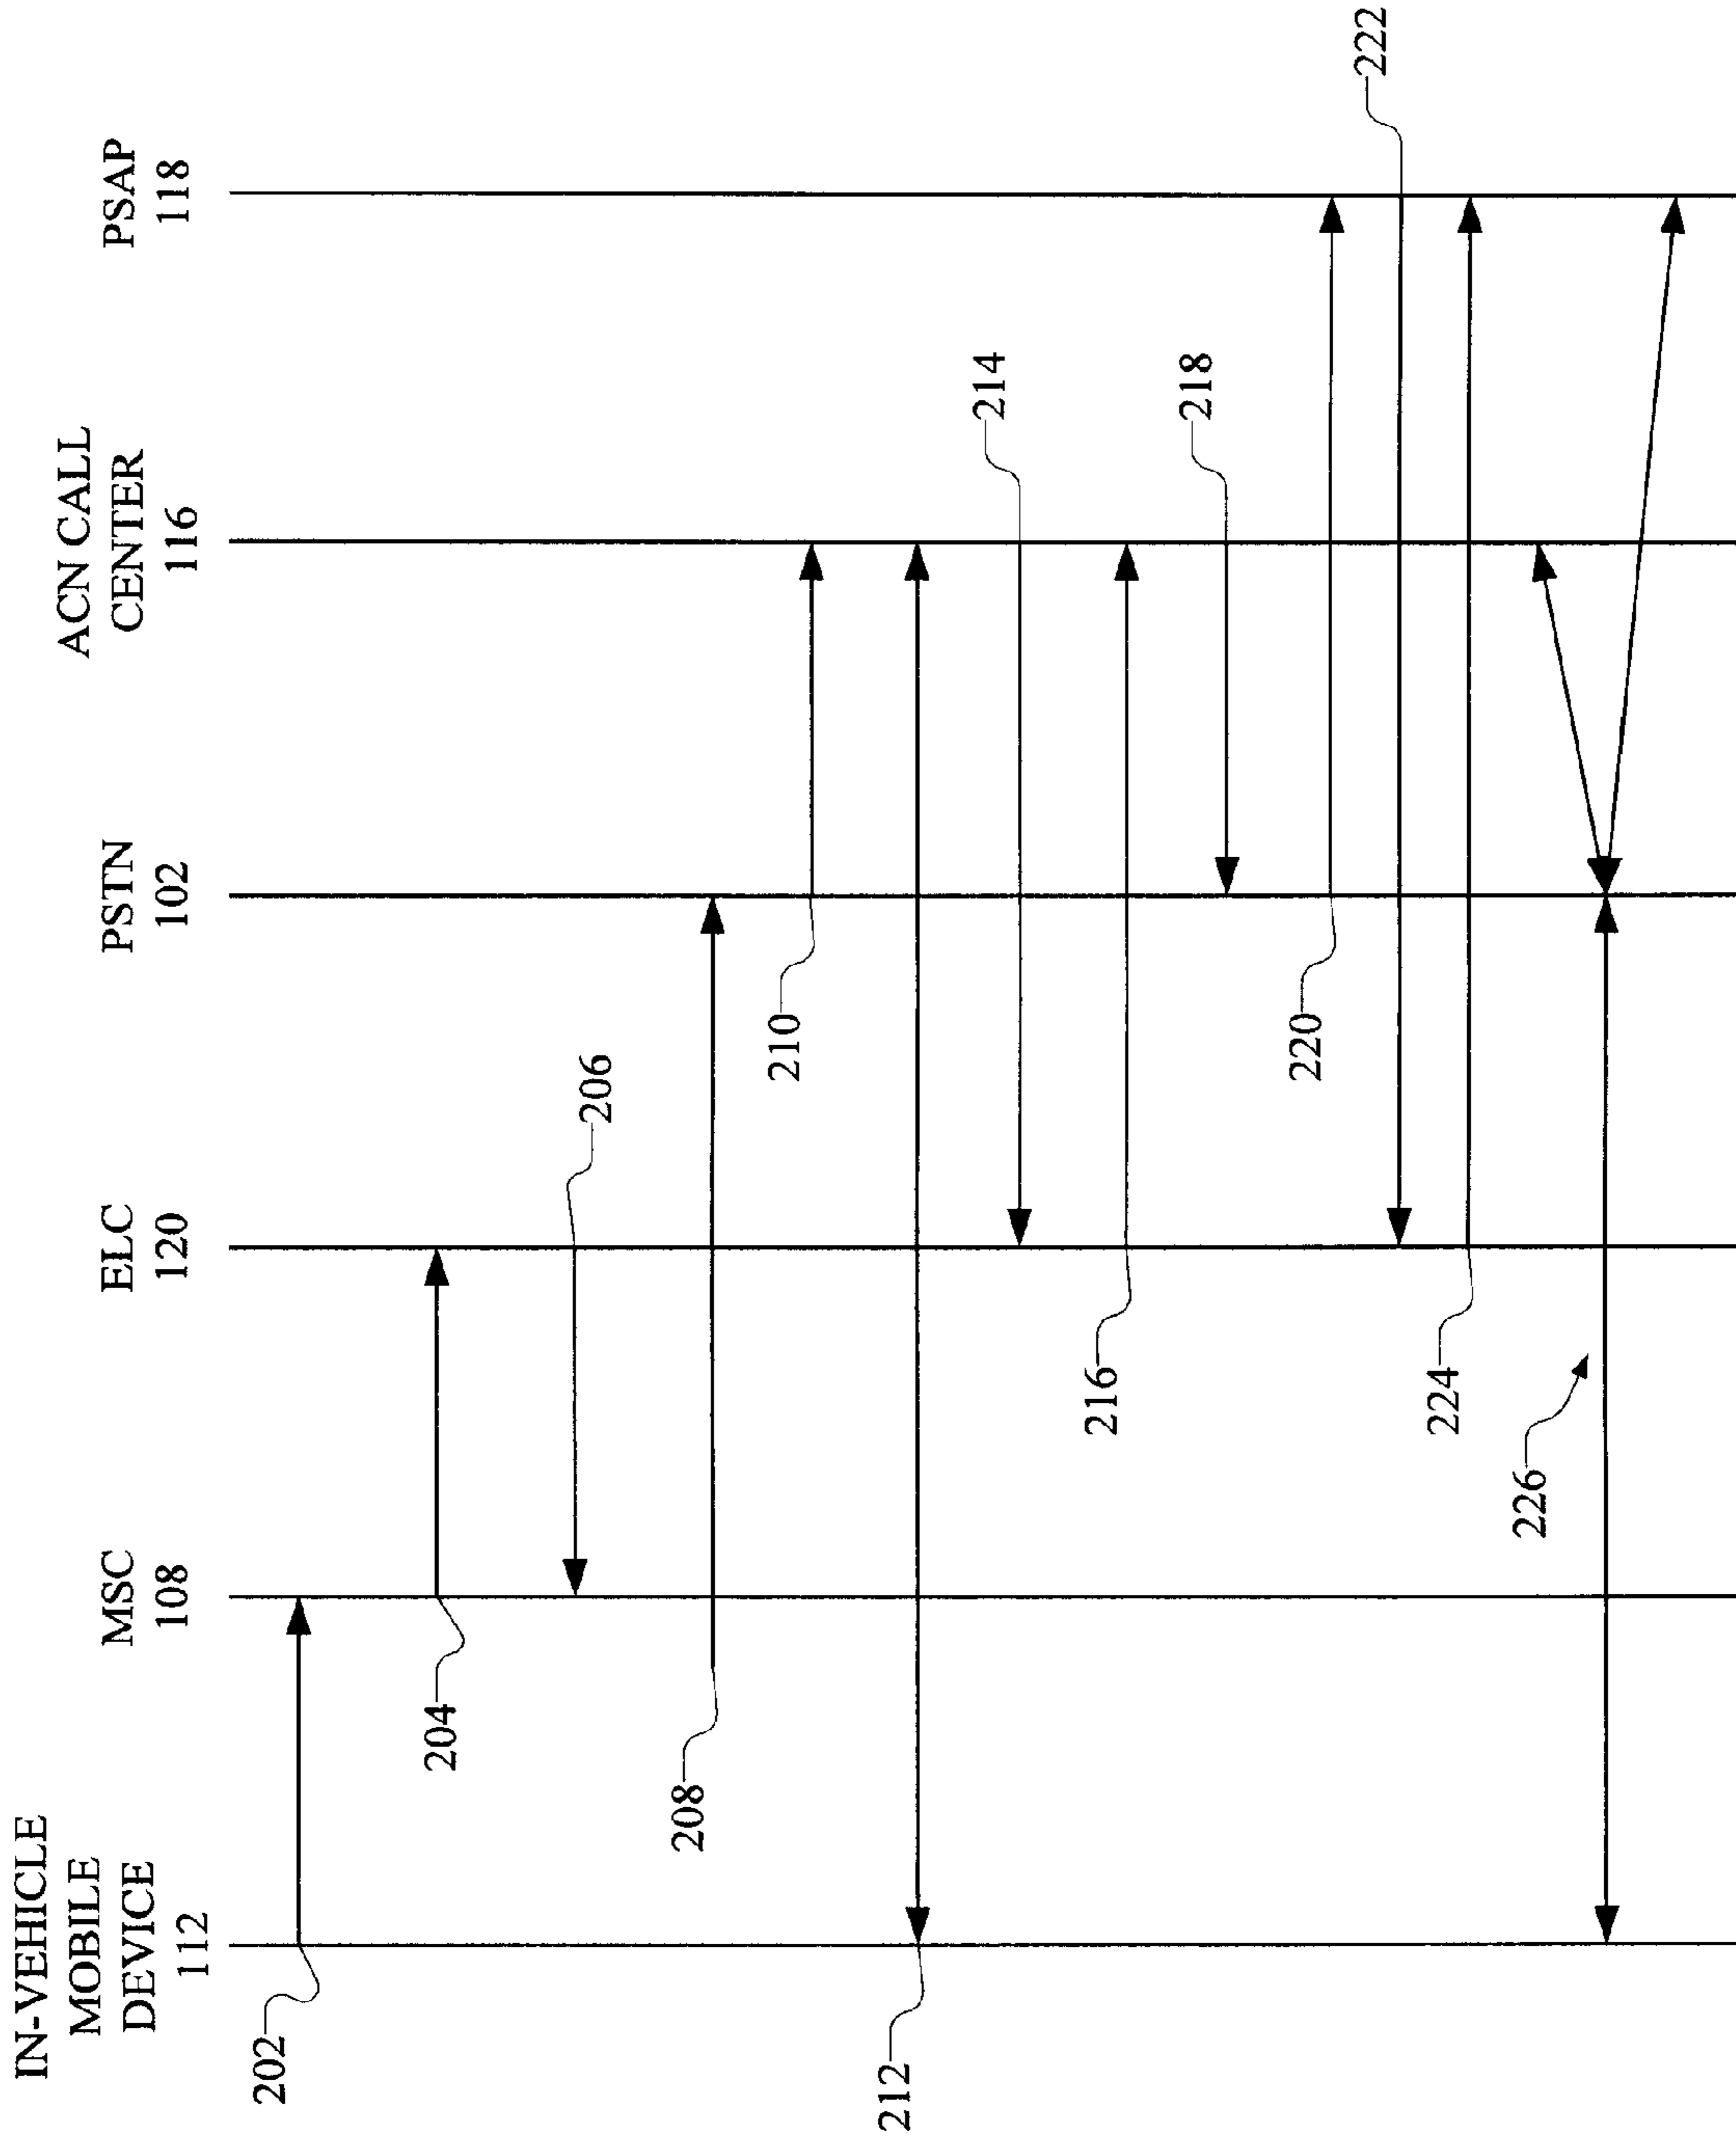 IN-VEHICLE
MOBILE
DEVICE
112
MSC
108
ELC
120
PSTN
102
ACN CALL
CENTER
116
PSAP
118
202
204
206
208
210
212
214
216
218
220
222
224
226